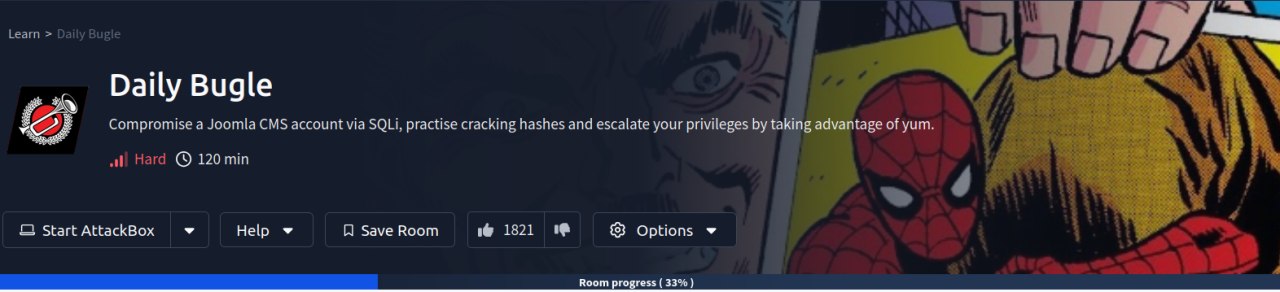 Learn > Daily Bugle
Daily Bugle
Compromise a Joomla CMS account via SQLi, practise cracking hashes and escalate your privileges by taking advantage of yum.
Hard 120 min
Start AttackBox Help Save Room 1821 Options
Room progress ( 33% )